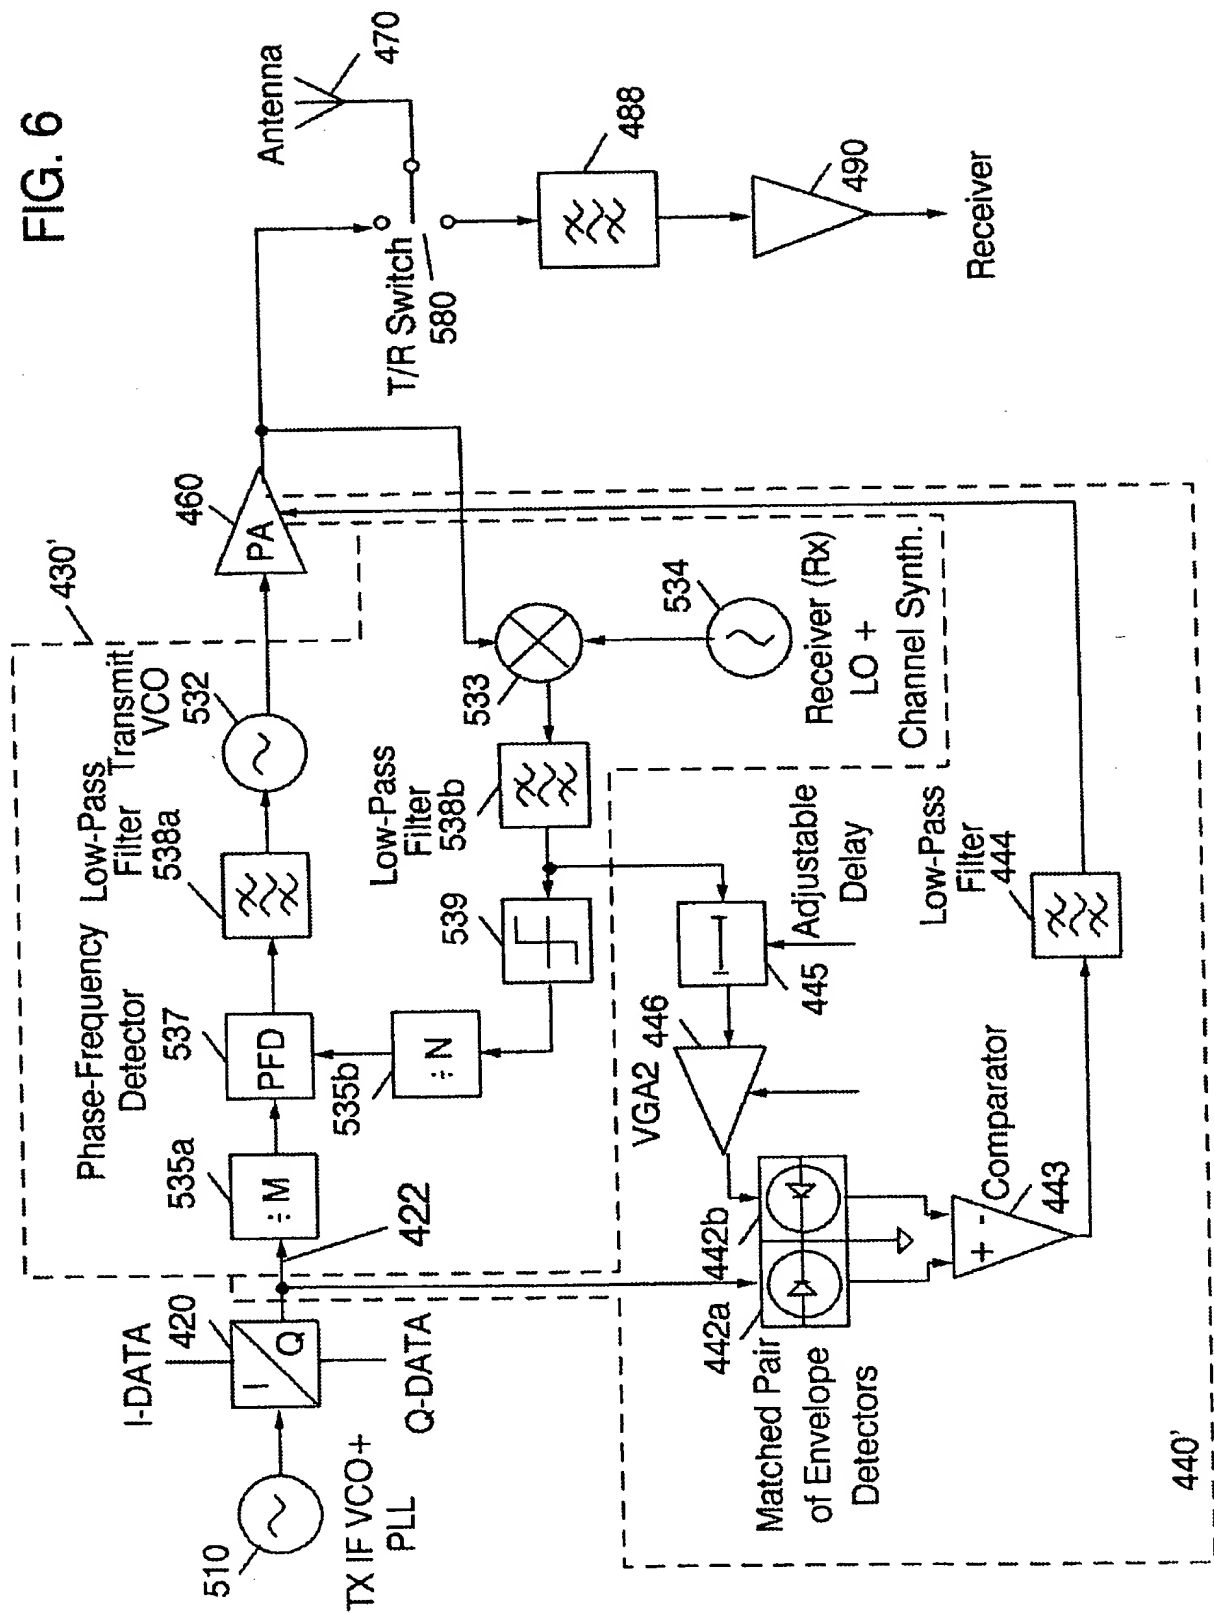 FIG. 6
430'
Phase-Frequency
Detector
Low-Pass
Filter
Transmit
VCO
Antenna
470
I-DATA
420
I
Q
535a
÷M
537
PFD
538a
532
460
PA
T/R Switch
580
488
490
Receiver
510
TX IF VCO+
PLL
Q-DATA
422
535b
÷N
539
Low-Pass
Filter
538b
533
534
Receiver (Rx)
LO +
Channel Synth.
VGA2
446
445
Adjustable
Delay
Matched Pair
of Envelope
Detectors
442a
442b
+
-
Comparator
443
Low-Pass
Filter
444
440'